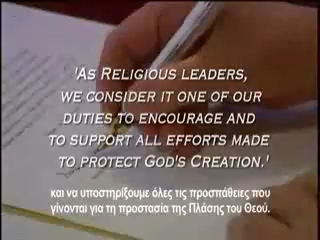 'As Religious leaders,
we consider it one of our
duties to encourage and
to support all efforts made
to protect God's Creation.'
και να υποστηρίξουμε όλες τις προσπάθειες που
γίνονται για τη προστασία της Πλάσης του Θεού.